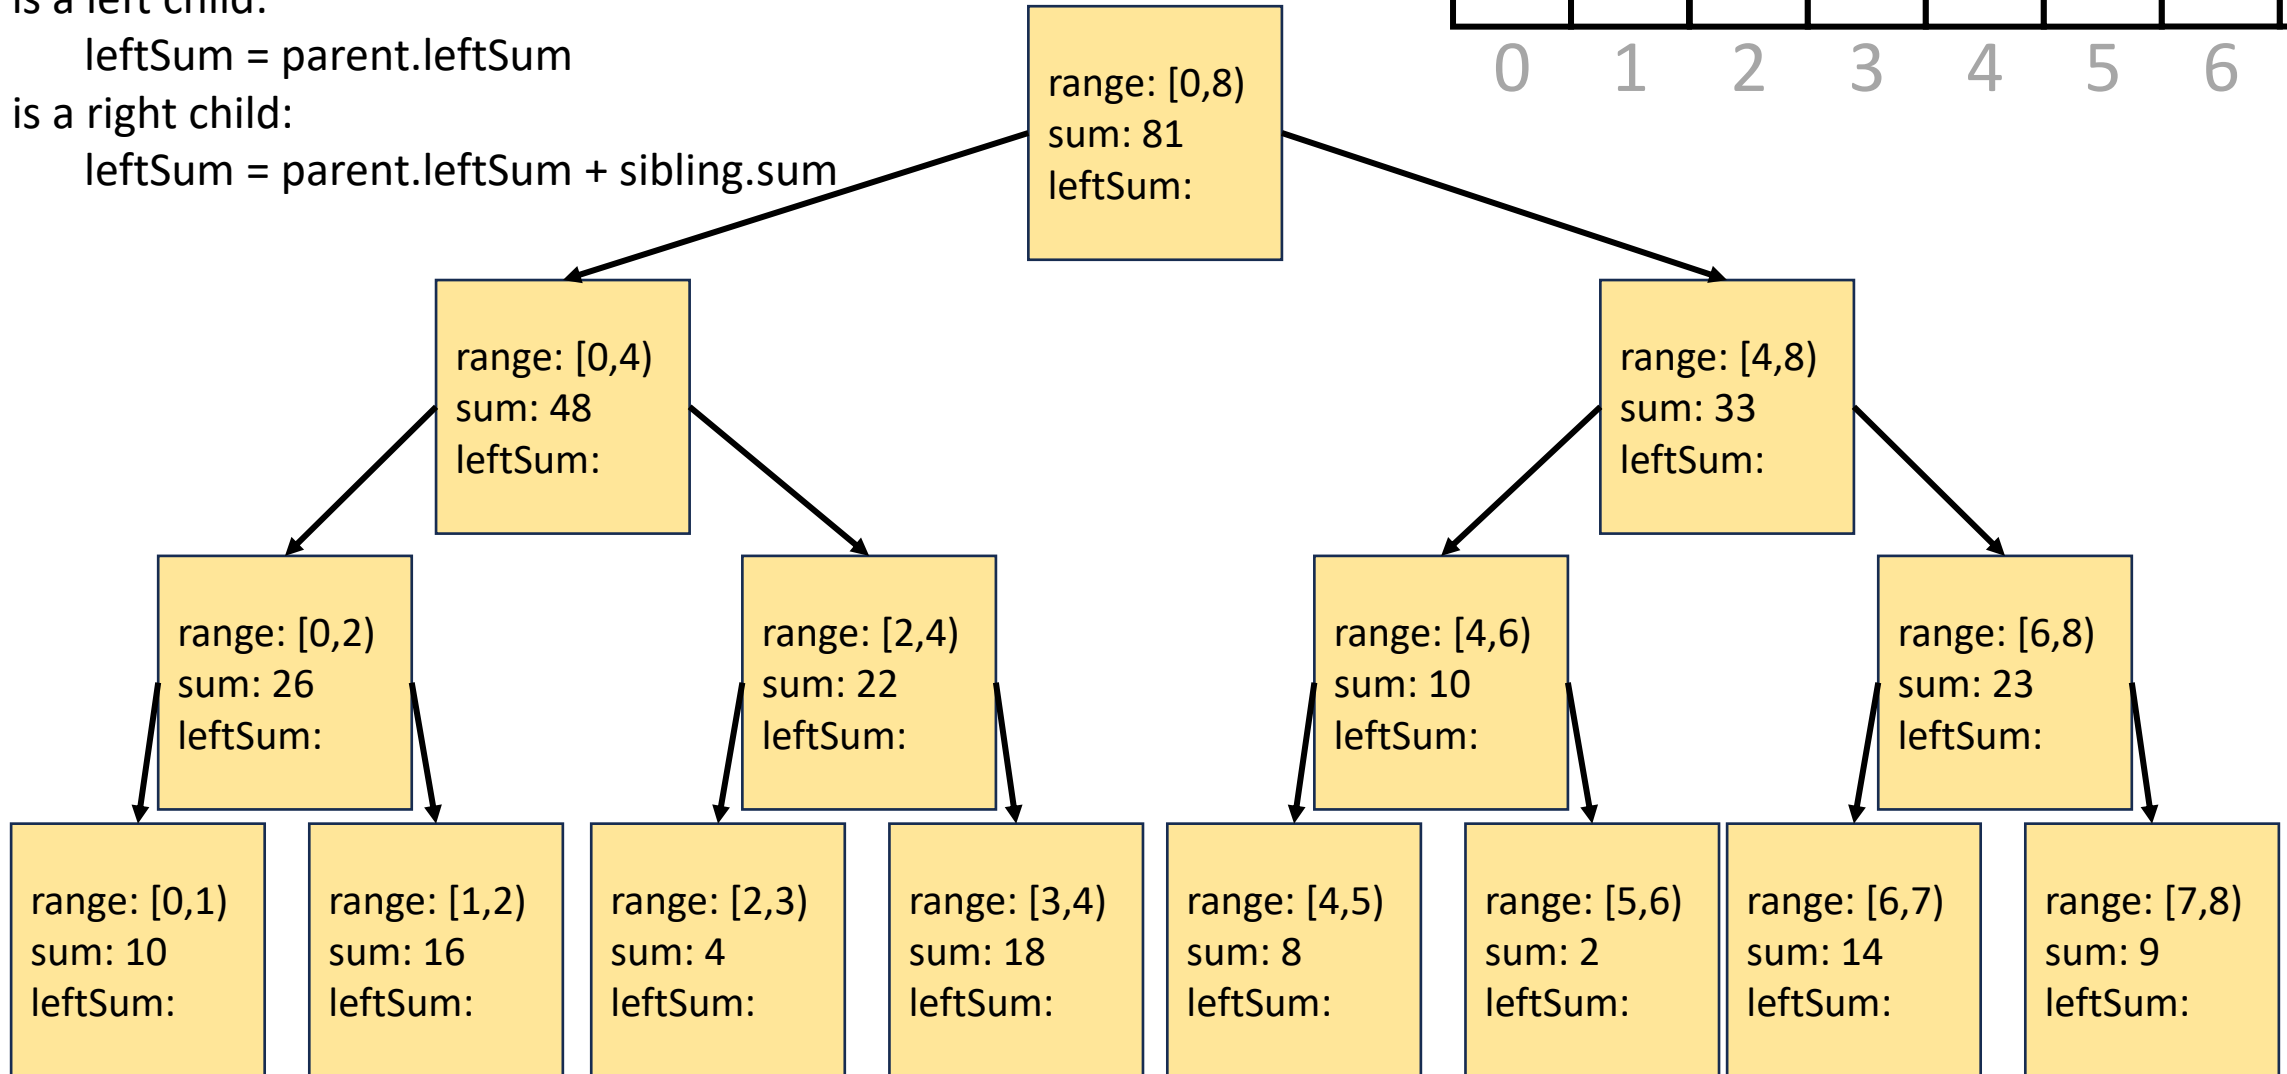 is a left child:
leftSum = parent.leftSum
is a right child:
leftSum = parent.leftSum + sibling.sum
0 1 2 3 4 5 6
range: [0,8)
sum: 81
leftSum:
range: [0,4)
sum: 48
leftSum:
range: [4,8)
sum: 33
leftSum:
range: [0,2)
sum: 26
leftSum:
range: [2,4)
sum: 22
leftSum:
range: [4,6)
sum: 10
leftSum:
range: [6,8)
sum: 23
leftSum:
range: [0,1)
sum: 10
leftSum:
range: [1,2)
sum: 16
leftSum:
range: [2,3)
sum: 4
leftSum:
range: [3,4)
sum: 18
leftSum:
range: [4,5)
sum: 8
leftSum:
range: [5,6)
sum: 2
leftSum:
range: [6,7)
sum: 14
leftSum:
range: [7,8)
sum: 9
leftSum: